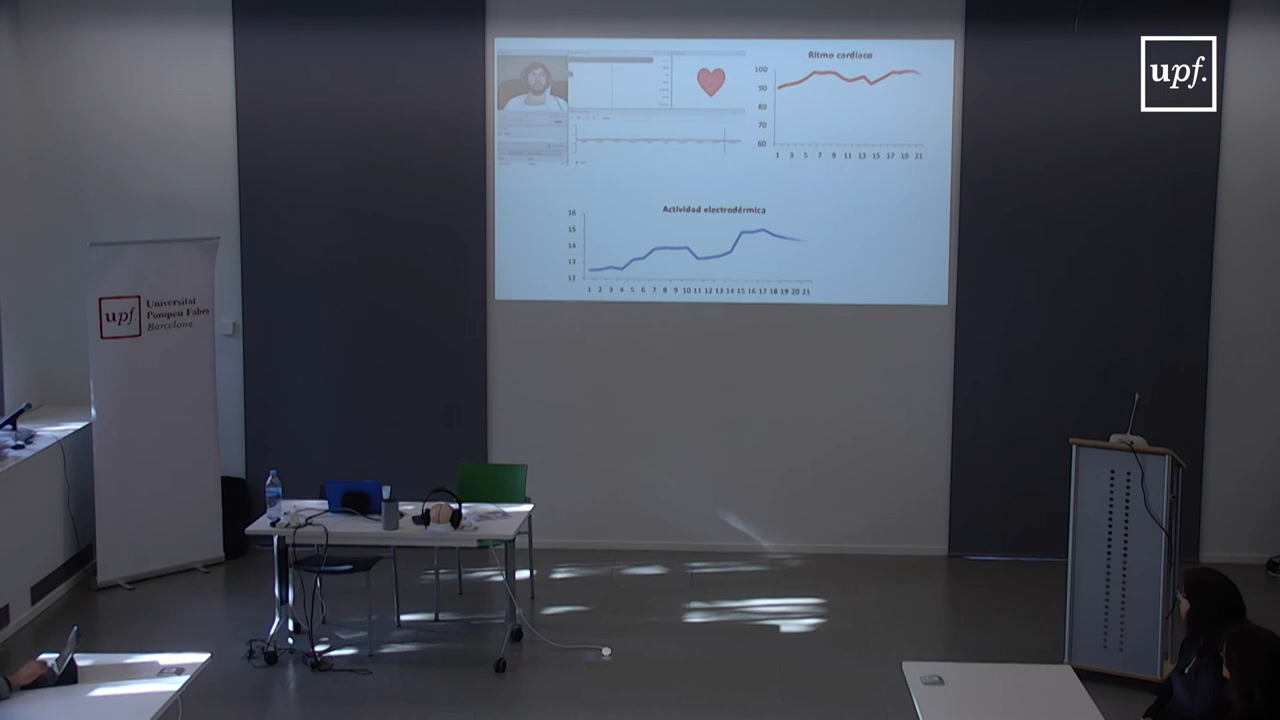 upf.
Ritmo cardíaco
100
90
80
70
60
1 3 5 7 9 11 13 15 17 19 21
Actividad electrodérmica
16
15
14
13
12
1 2 3 4 5 6 7 8 9 10 11 12 13 14 15 16 17 18 19 20 21
upf.
Universitat
Pompeu Fabra
Barcelona